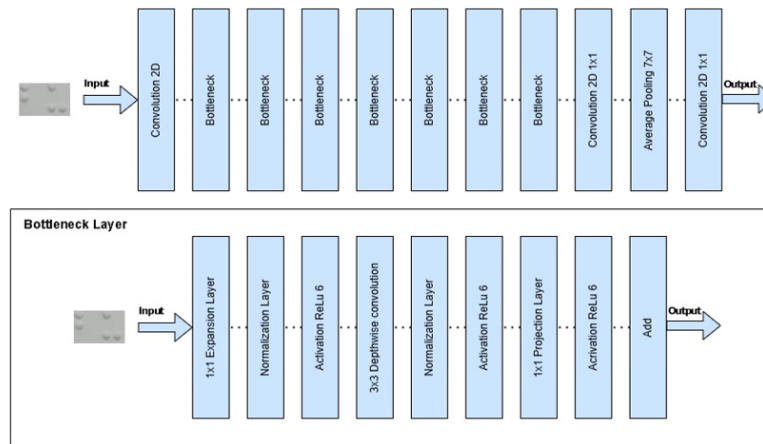 Input
Convolution 2D
Bottleneck
Bottleneck
Bottleneck
Bottleneck
Bottleneck
Bottleneck
Bottleneck
Convolution 2D 1x1
Average Pooling 7x7
Convolution 2D 1x1
Output
Bottleneck Layer
Input
1x1 Expansion Layer
Normalization Layer
Activation ReLu 6
3x3 Depthwise convolution
Normalization Layer
Activation ReLu 6
1x1 Projection Layer
Acrivation ReLu 6
Add
Output